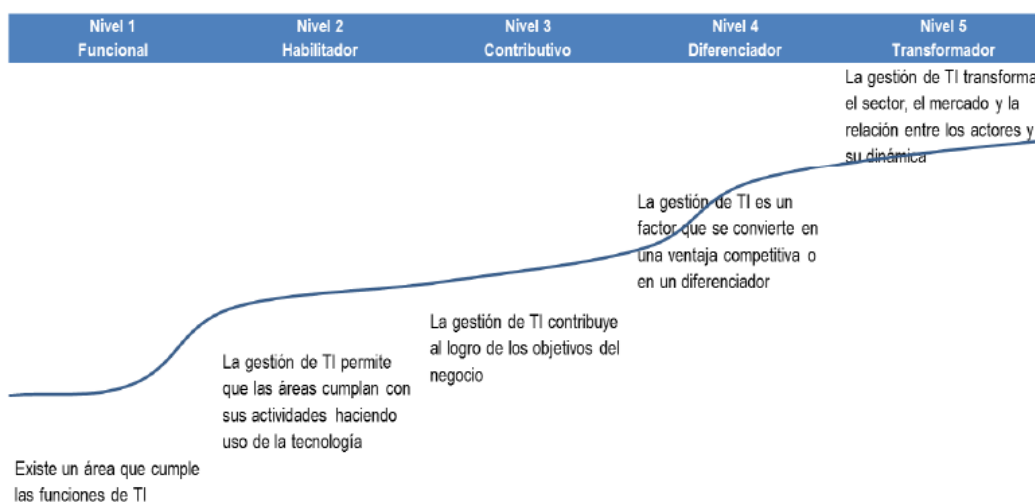 Nivel 1
Funcional
Nivel 2
Habilitador
Nivel 3
Contributivo
Nivel 4
Diferenciador
Nivel 5
Transformador
La gestión de TI transforma
el sector, el mercado y la
relación entre los actores y
su dinámica
La gestión de TI es un
factor que se convierte en
una ventaja competitiva o
en un diferenciador
La gestión de TI contribuye
al logro de los objetivos del
negocio
La gestión de TI permite
que las áreas cumplan con
sus actividades haciendo
uso de la tecnología
Existe un área que cumple
las funciones de TI